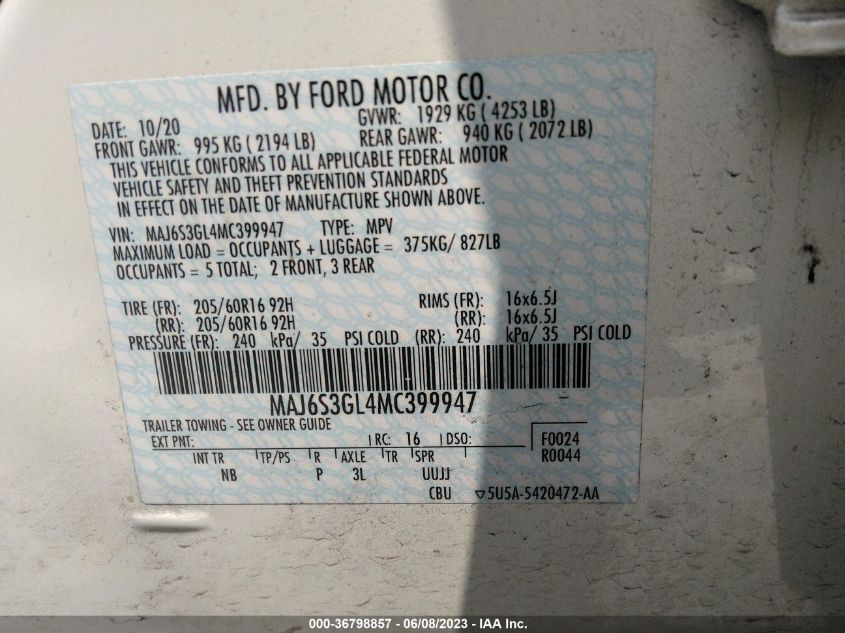 MFD. BY FORD MOTOR CO.
DATE: 10/20 GVWR: 1929 KG ( 4253 LB)
FRONT GAWR: 995 KG ( 2194 LB) REAR GAWR: 940 KG ( 2072 LB)
THIS VEHICLE CONFORMS TO ALL APPLICABLE FEDERAL MOTOR
VEHICLE SAFETY AND THEFT PREVENTION STANDARDS
IN EFFECT ON THE DATE OF MANUFACTURE SHOWN ABOVE.
VIN: MAJ6S3GL4MC399947 TYPE: MPV
MAXIMUM LOAD = OCCUPANTS + LUGGAGE = 375KG/ 827LB
OCCUPANTS = 5 TOTAL; 2 FRONT, 3 REAR
TIRE (FR): 205/60R16 92H RIMS (FR): 16x6.5J
(RR): 205/60R16 92H (RR): 16x6.5J
PRESSURE (FR): 240 kPa/ 35 PSI COLD (RR): 240 kPa/ 35 PSI COLD
MAJ6S3GL4MC399947
TRAILER TOWING - SEE OWNER GUIDE
EXT PNT: RC: 16 DSO: F0024
INT TR TP/PS R AXLE TR SPR R0044
NB P 3L UUJJ
CBU ▽5U5A-5420472-AA
000-36798857 - 06/08/2023 - IAA Inc.